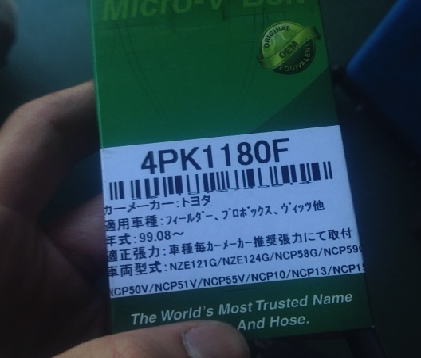 Micro-V Belt
Original
OEM
EQUIVALENT
4PK1180F
カーメーカー:トヨタ
適用車種:フィールダー、プロボックス、ヴィッツ他
年式:99.08～
適正張力:車種毎カーメーカー推奨張力にて取付
車両型式:NZE121G/NZE124G/NCP58G/NCP59G
NCP50V/NCP51V/NCP55V/NCP10/NCP13/NCP1
The World's Most Trusted Name
And Hose.